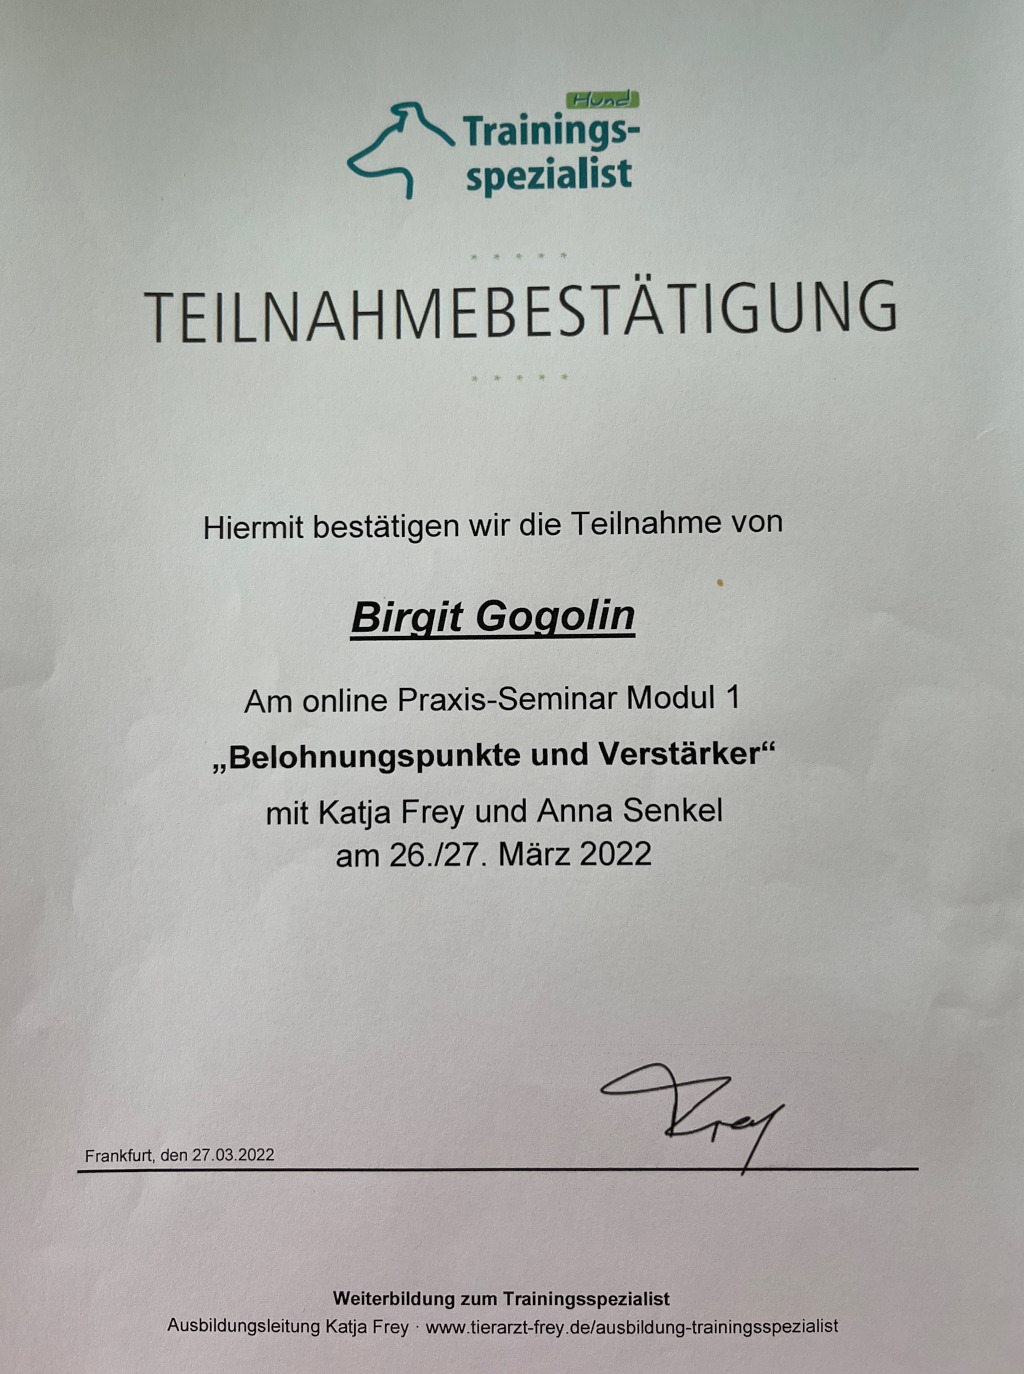 Hund
Trainings-
spezialist
* * * * *
TEILNAHMEBESTÄTIGUNG
* * * * *
Hiermit bestätigen wir die Teilnahme von
Birgit Gogolin
Am online Praxis-Seminar Modul 1
„Belohnungspunkte und Verstärker“
mit Katja Frey und Anna Senkel
am 26./27. März 2022
Frey
Frankfurt, den 27.03.2022
Weiterbildung zum Trainingsspezialist
Ausbildungsleitung Katja Frey · www.tierarzt-frey.de/ausbildung-trainingsspezialist